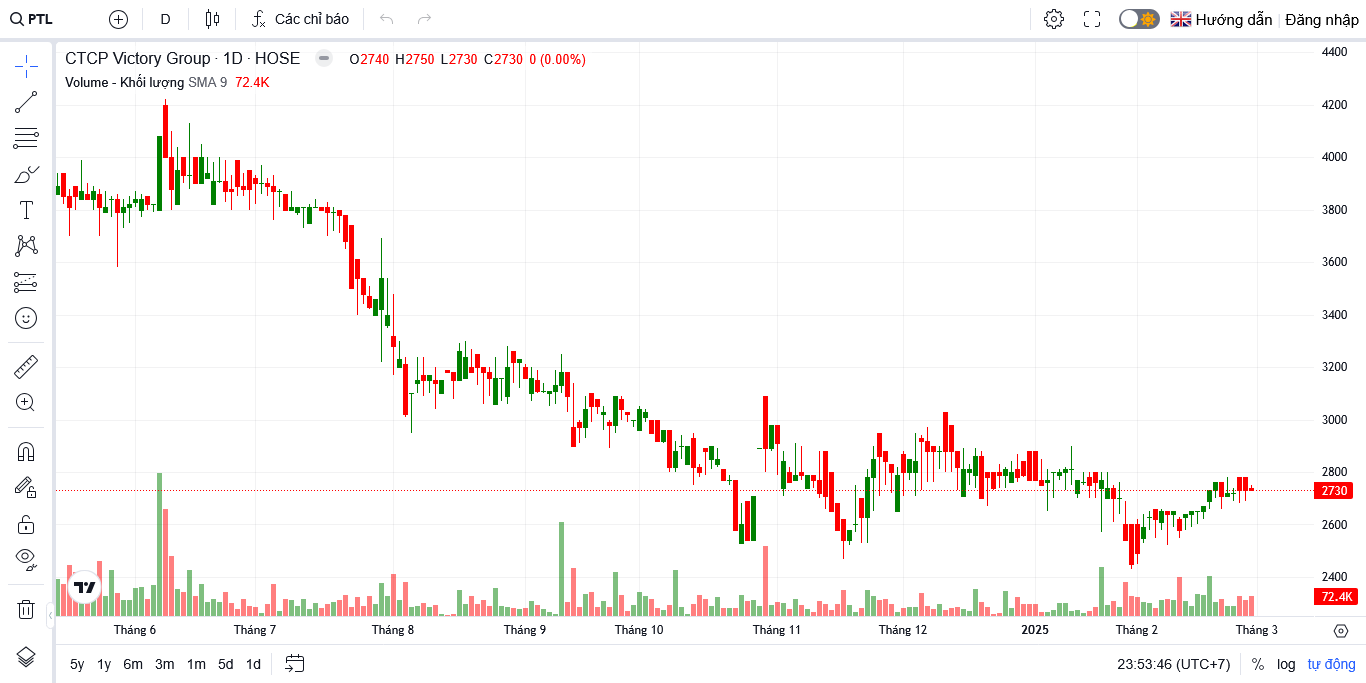 PTL D Các chỉ báo Hướng dẫn Đăng nhập
CTCP Victory Group · 1D · HOSE O2740 H2750 L2730 C2730 0 (0.00%)
Volume - Khối lượng SMA 9 72.4K
4400
4200
4000
3800
3600
3400
3200
3000
2800
2730
2600
2400
72.4K
Tháng 6 Tháng 7 Tháng 8 Tháng 9 Tháng 10 Tháng 11 Tháng 12 2025 Tháng 2 Tháng 3
5y 1y 6m 3m 1m 5d 1d 23:53:46 (UTC+7) % log tự động